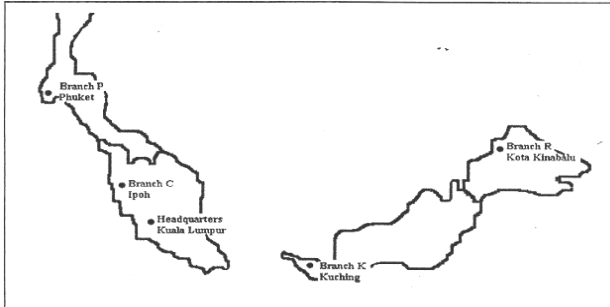 Branch P
Phuket
Branch C
Ipoh
Headquarters
Kuala Lumpur
Branch R
Kota Kinabalu
Branch K
Kuching